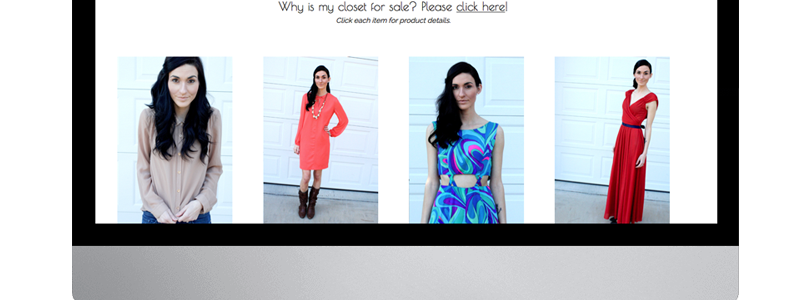 Why is my closet for sale? Please click here!
Click each item for product details.